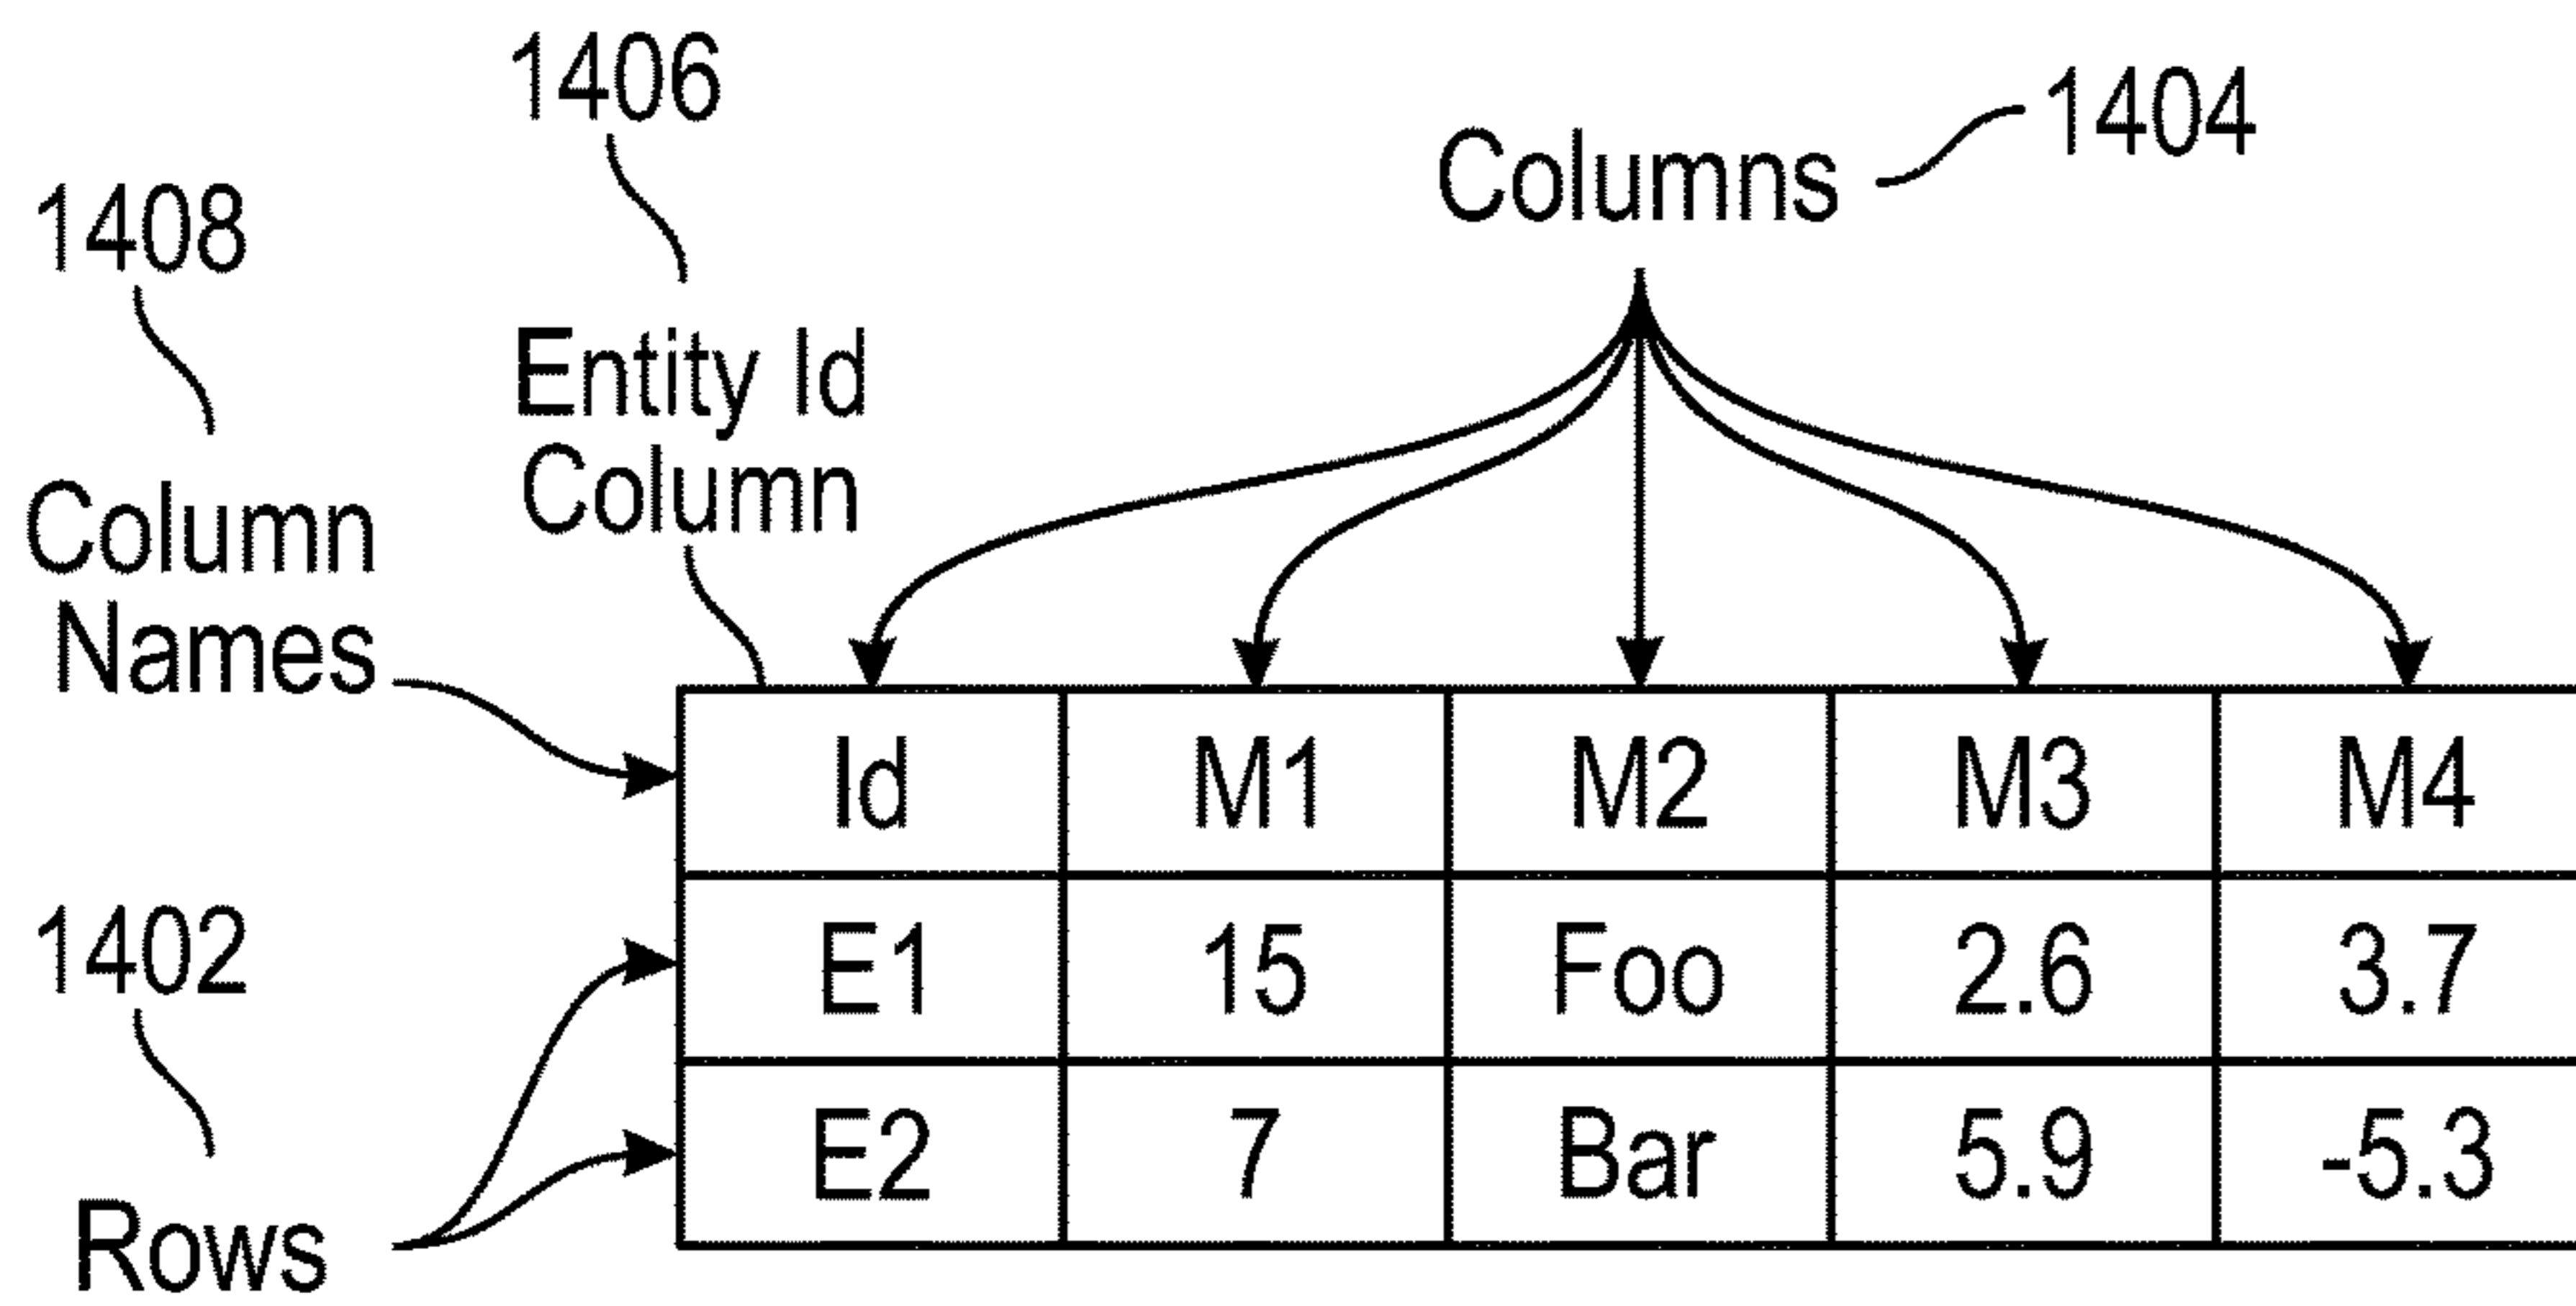 1406
1404
Columns
1408
Entity Id
Column
Column
Names
Id M1 M2 M3 M4
1402
E1 15 Foo 2.6 3.7
E2 7 Bar 5.9 -5.3
Rows